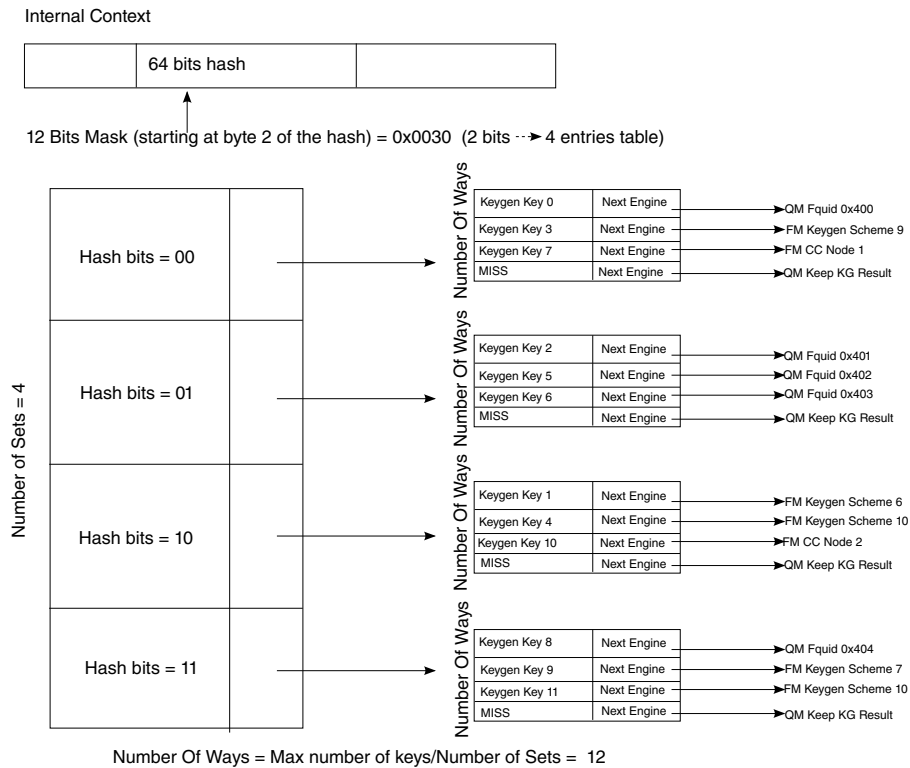 Internal Context
64 bits hash
12 Bits Mask (starting at byte 2 of the hash) = 0x0030 (2 bits ---> 4 entries table)
Number of Sets = 4
Hash bits = 00
Number Of Ways
Keygen Key 0 Next Engine QM Fquid 0x400
Keygen Key 3 Next Engine FM Keygen Scheme 9
Keygen Key 7 Next Engine FM CC Node 1
MISS Next Engine QM Keep KG Result
Hash bits = 01
Number Of Ways
Keygen Key 2 Next Engine QM Fquid 0x401
Keygen Key 5 Next Engine QM Fquid 0x402
Keygen Key 6 Next Engine QM Fquid 0x403
MISS Next Engine QM Keep KG Result
Hash bits = 10
Number Of Ways
Keygen Key 1 Next Engine FM Keygen Scheme 6
Keygen Key 4 Next Engine FM Keygen Scheme 10
Keygen Key 10 Next Engine FM CC Node 2
MISS Next Engine QM Keep KG Result
Hash bits = 11
Number Of Ways
Keygen Key 8 Next Engine QM Fquid 0x404
Keygen Key 9 Next Engine FM Keygen Scheme 7
Keygen Key 11 Next Engine FM Keygen Scheme 10
MISS Next Engine QM Keep KG Result
Number Of Ways = Max number of keys/Number of Sets = 12